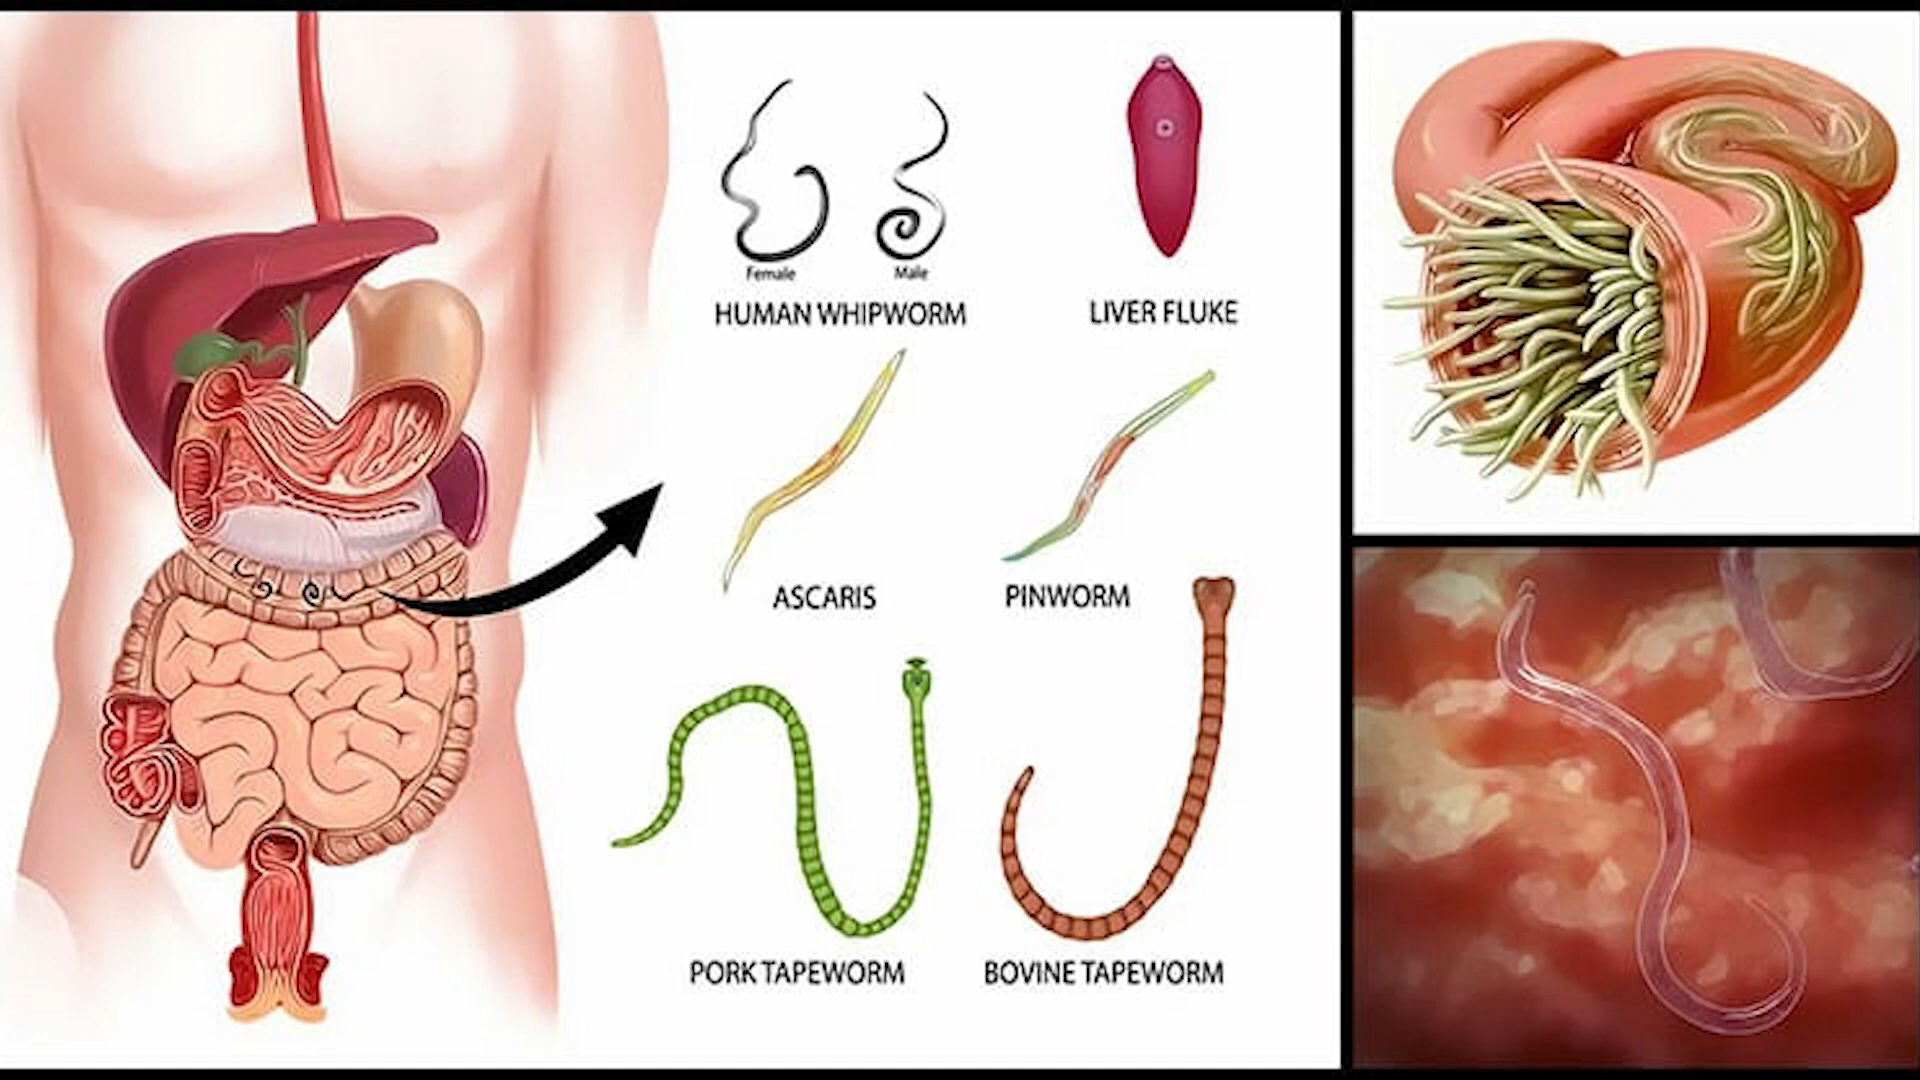 Female
Male
HUMAN WHIPWORM
LIVER FLUKE
ASCARIS
PINWORM
PORK TAPEWORM
BOVINE TAPEWORM